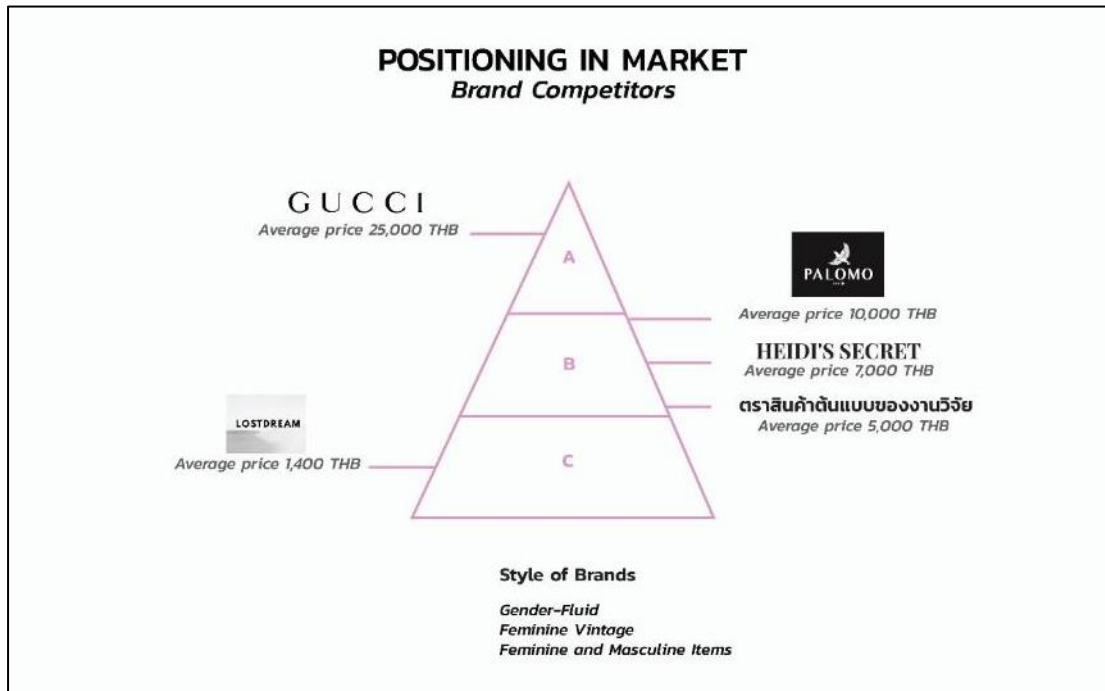 POSITIONING IN MARKET
Brand Competitors
GUCCI
Average price 25,000 THB
A
PALOMO
Average price 10,000 THB
B
HEIDI'S SECRET
Average price 7,000 THB
ตราสินค้าต้นแบบของงานวิจัย
Average price 5,000 THB
LOSTDREAM
Average price 1,400 THB
C
Style of Brands
Gender-Fluid
Feminine Vintage
Feminine and Masculine Items